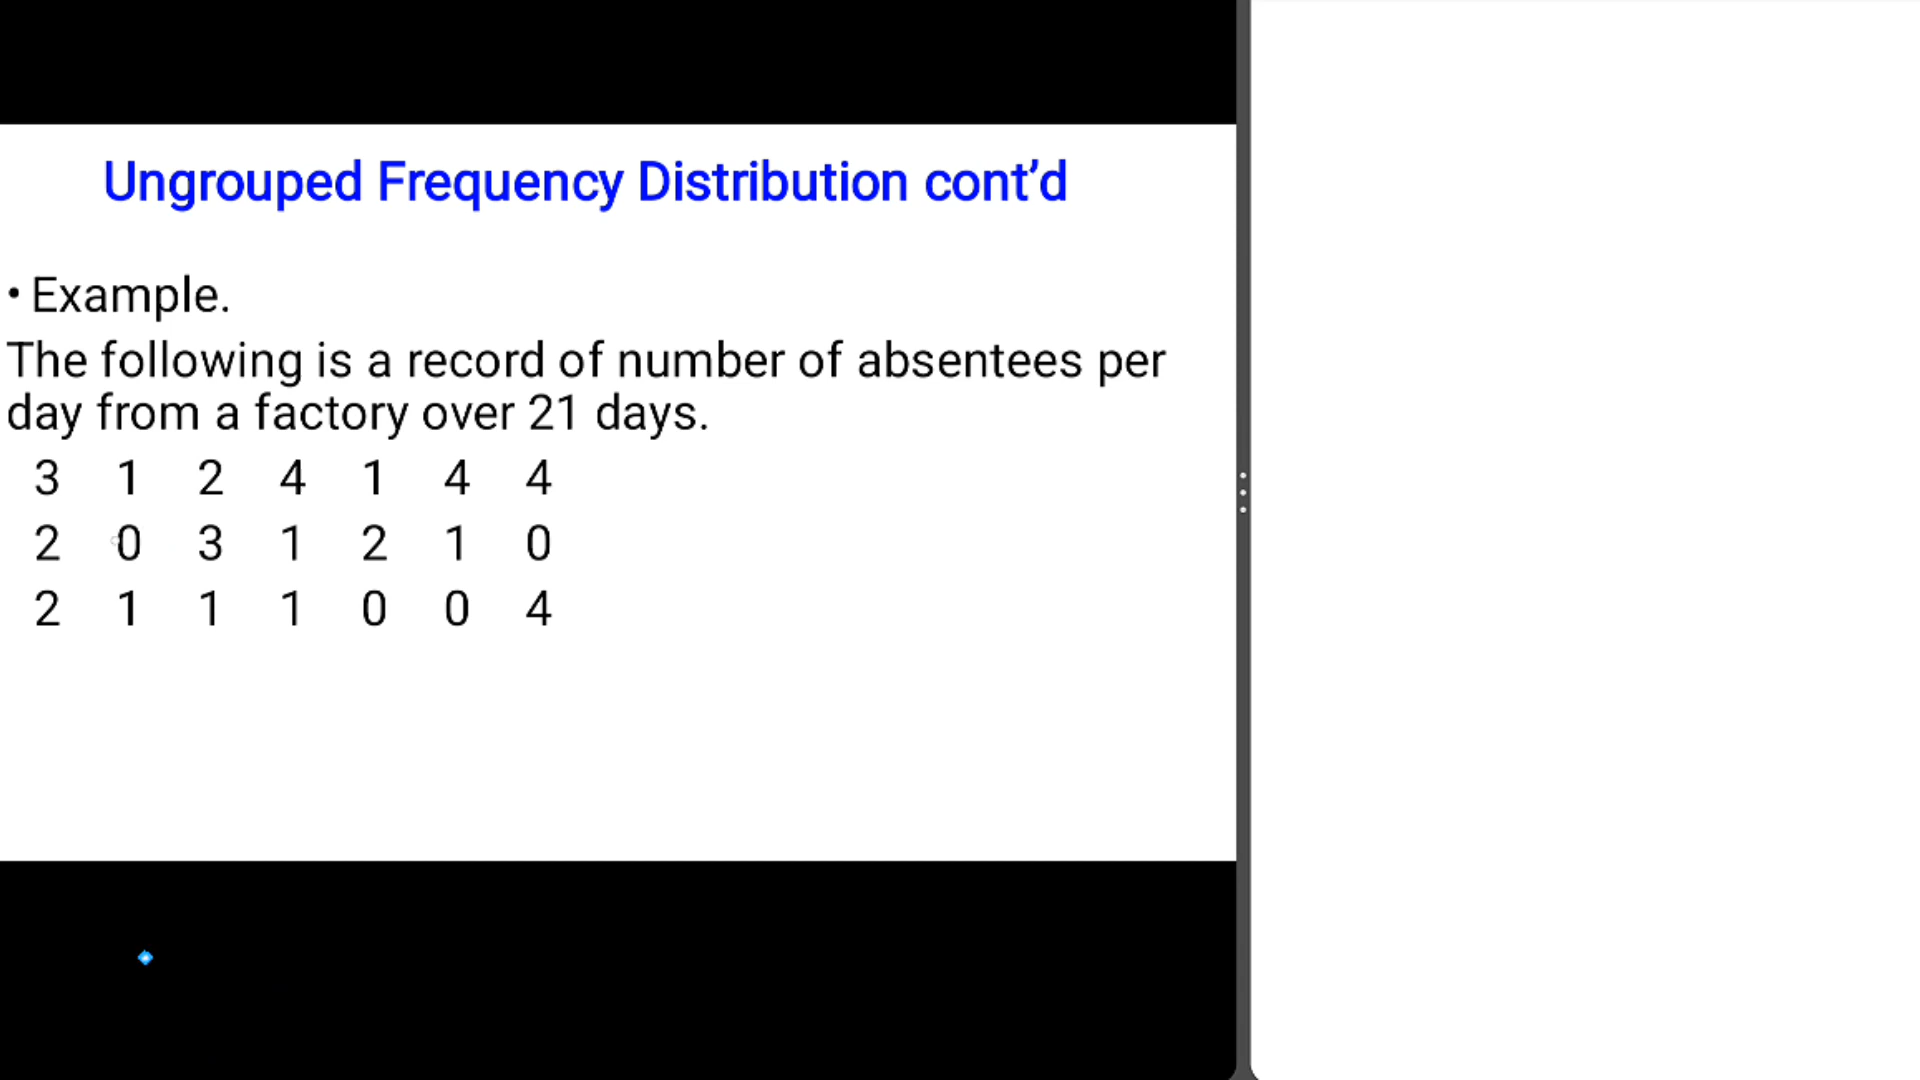 Ungrouped Frequency Distribution cont’d
• Example.
The following is a record of number of absentees per
day from a factory over 21 days.
3 1 2 4 1 4 4
2 0 3 1 2 1 0
2 1 1 1 0 0 4